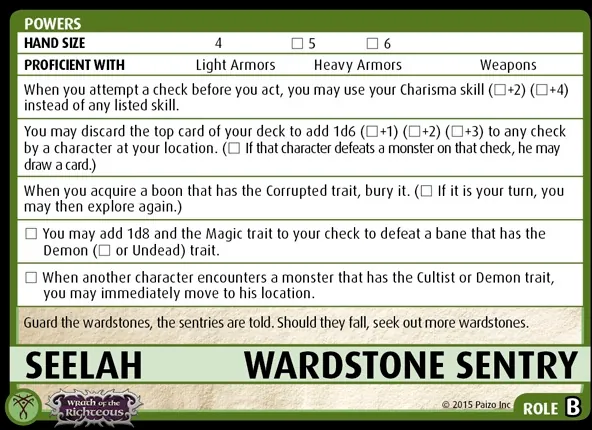 POWERS
HAND SIZE 4 □ 5 □ 6
PROFICIENT WITH Light Armors Heavy Armors Weapons
When you attempt a check before you act, you may use your Charisma skill (□+2) (□+4)
instead of any listed skill.
You may discard the top card of your deck to add 1d6 (□+1) (□+2) (□+3) to any check
by a character at your location. (□ If that character defeats a monster on that check, he may
draw a card.)
When you acquire a boon that has the Corrupted trait, bury it. (□ If it is your turn, you
may then explore again.)
□ You may add 1d8 and the Magic trait to your check to defeat a bane that has the
Demon (□ or Undead) trait.
□ When another character encounters a monster that has the Cultist or Demon trait,
you may immediately move to his location.
Guard the wardstones, the sentries are told. Should they fall, seek out more wardstones.
SEELAH WARDSTONE SENTRY
Wrath of the
Righteous
© 2015 Paizo Inc ROLE B